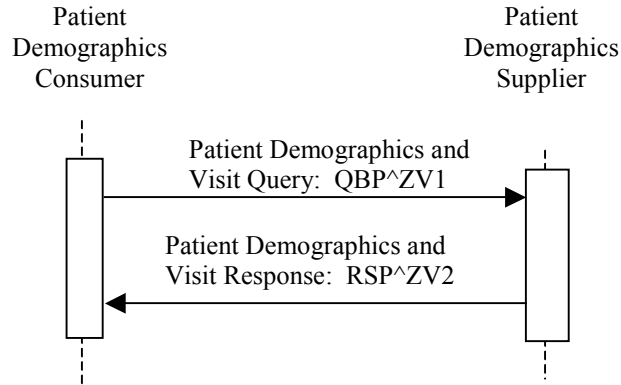 Patient
Demographics
Consumer
Patient
Demographics
Supplier
Patient Demographics and
Visit Query:  QBP^ZV1
Patient Demographics and
Visit Response:  RSP^ZV2